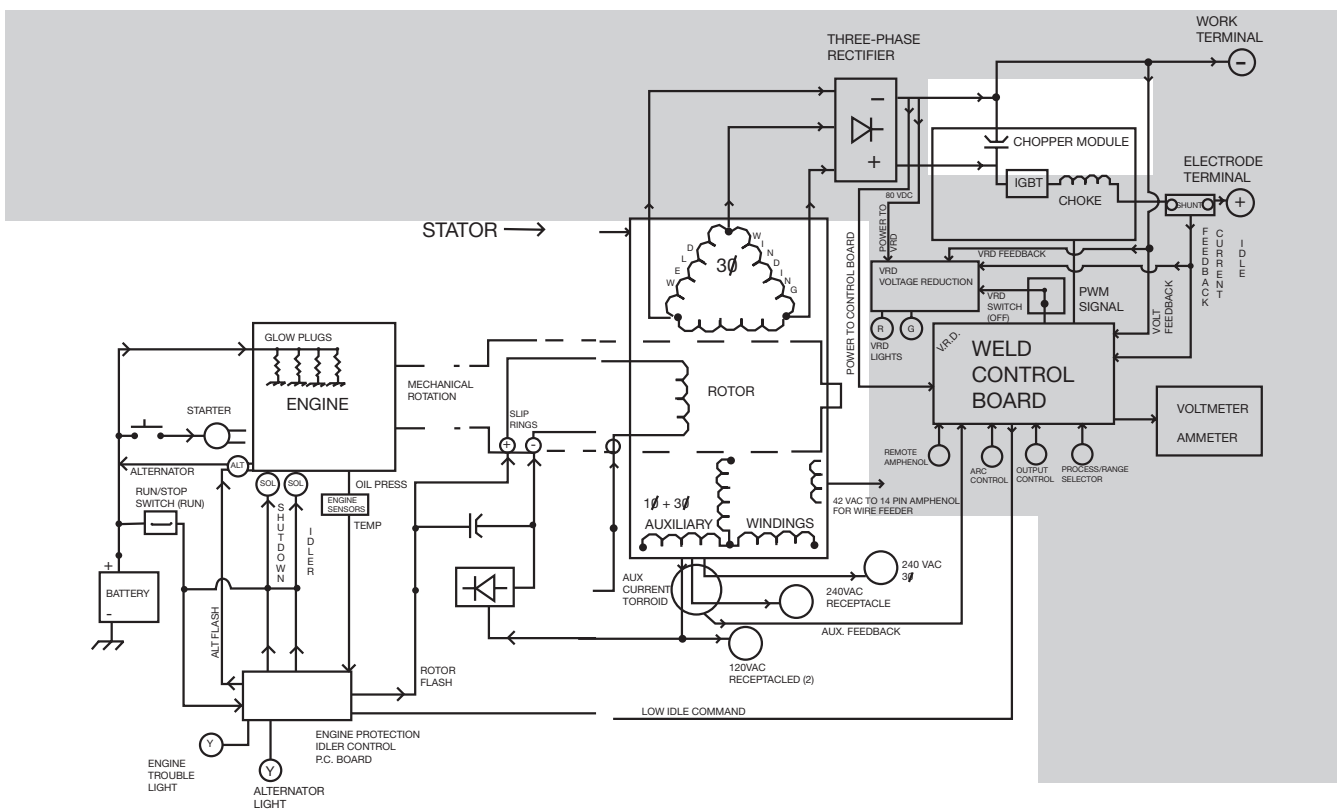 WORK
TERMINAL
-
THREE-PHASE
RECTIFIER
-
+
CHOPPER MODULE
IGBT
CHOKE
ELECTRODE
TERMINAL
SHUNT
+
80 VDC
POWER TO
VRD
STATOR
WELD WINDING
3Ø
POWER TO CONTROL BOARD
VRD FEEDBACK
FEEDBACK
CURRENT
IDLE
VRD
VOLTAGE REDUCTION
VRD
SWITCH
(OFF)
PWM
SIGNAL
VOLT
FEEDBACK
R
G
VRD
LIGHTS
V.R.D.
WELD
CONTROL
BOARD
VOLTMETER
AMMETER
GLOW PLUGS
ENGINE
MECHANICAL
ROTATION
ROTOR
STARTER
SLIP
RINGS
+
-
ALTERNATOR
ALT
RUN/STOP
SWITCH (RUN)
SOL
SOL
SHUTDOWN
IDLER
OIL PRESS
ENGINE
SENSORS
TEMP
REMOTE
AMPHENOL
ARC
CONTROL
OUTPUT
CONTROL
PROCESS/RANGE
SELECTOR
1Ø + 3Ø
AUXILIARY
WINDINGS
42 VAC TO 14 PIN AMPHENOL
FOR WIRE FEEDER
+
BATTERY
-
ALT FLASH
AUX
CURRENT
TORROID
240 VAC
3Ø
240VAC
RECEPTACLE
AUX. FEEDBACK
120VAC
RECEPTACLED (2)
ROTOR
FLASH
LOW IDLE COMMAND
ENGINE PROTECTION
IDLER CONTROL
P.C. BOARD
Y
ENGINE
TROUBLE
LIGHT
Y
ALTERNATOR
LIGHT